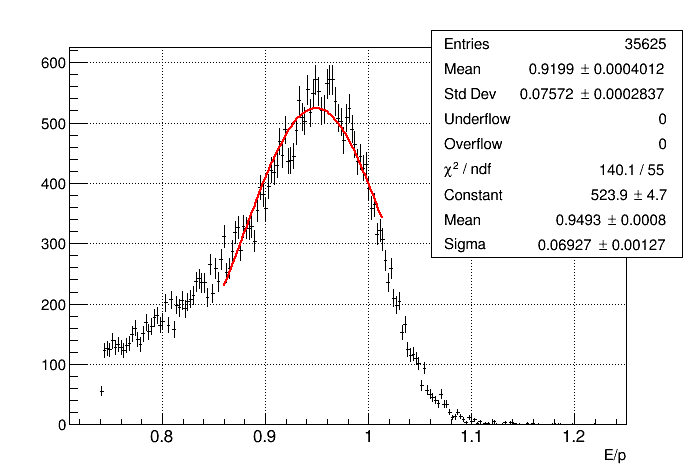 Entries 35625
Mean 0.9199 ± 0.0004012
Std Dev 0.07572 ± 0.0002837
Underflow 0
Overflow 0
χ² / ndf 140.1 / 55
Constant 523.9 ± 4.7
Mean 0.9493 ± 0.0008
Sigma 0.06927 ± 0.00127
600
500
400
300
200
100
0
0.8 0.9 1 1.1 1.2
E/p